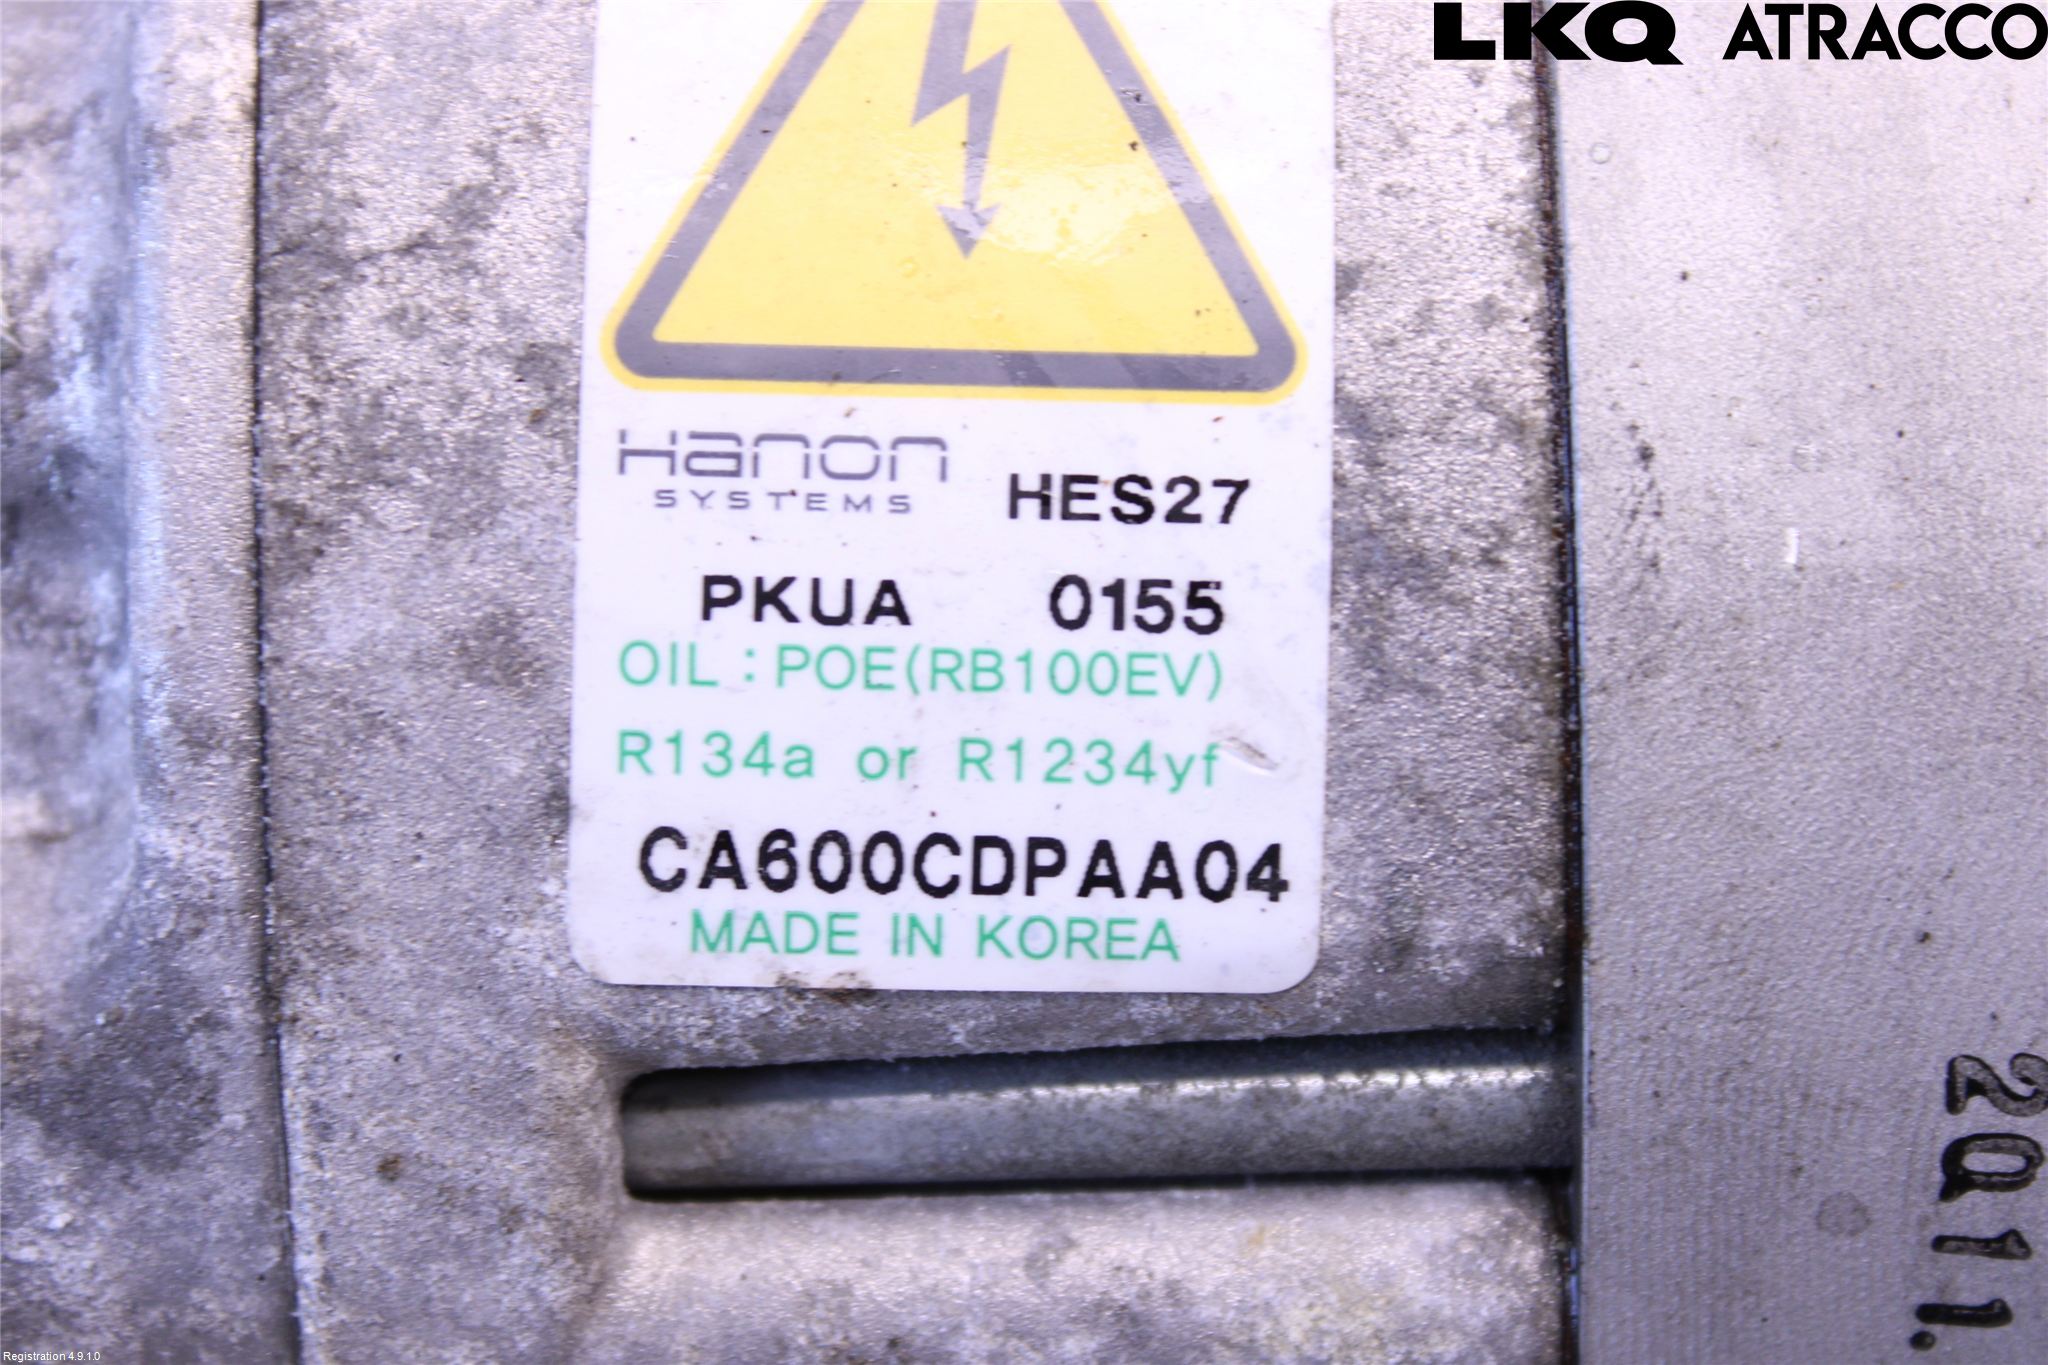 LKQ ATRACCO
Hanon
SYSTEMS
HES27
PKUA 0155
OIL : POE(RB100EV)
R134a or R1234yf
CA600CDPAA04
MADE IN KOREA
2Q11.
Registration 4.9.1.0